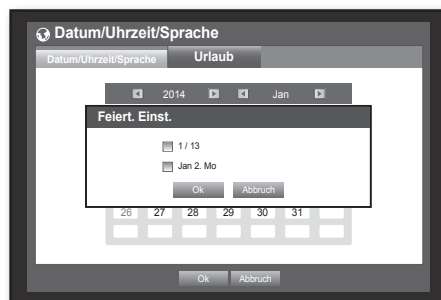 Datum/Uhrzeit/Sprache
Datum/Uhrzeit/Sprache Urlaub
2014 Jan
Feiert. Einst.
1 / 13
Jan 2. Mo
Ok Abbruch
26 27 28 29 30 31
Ok Abbruch